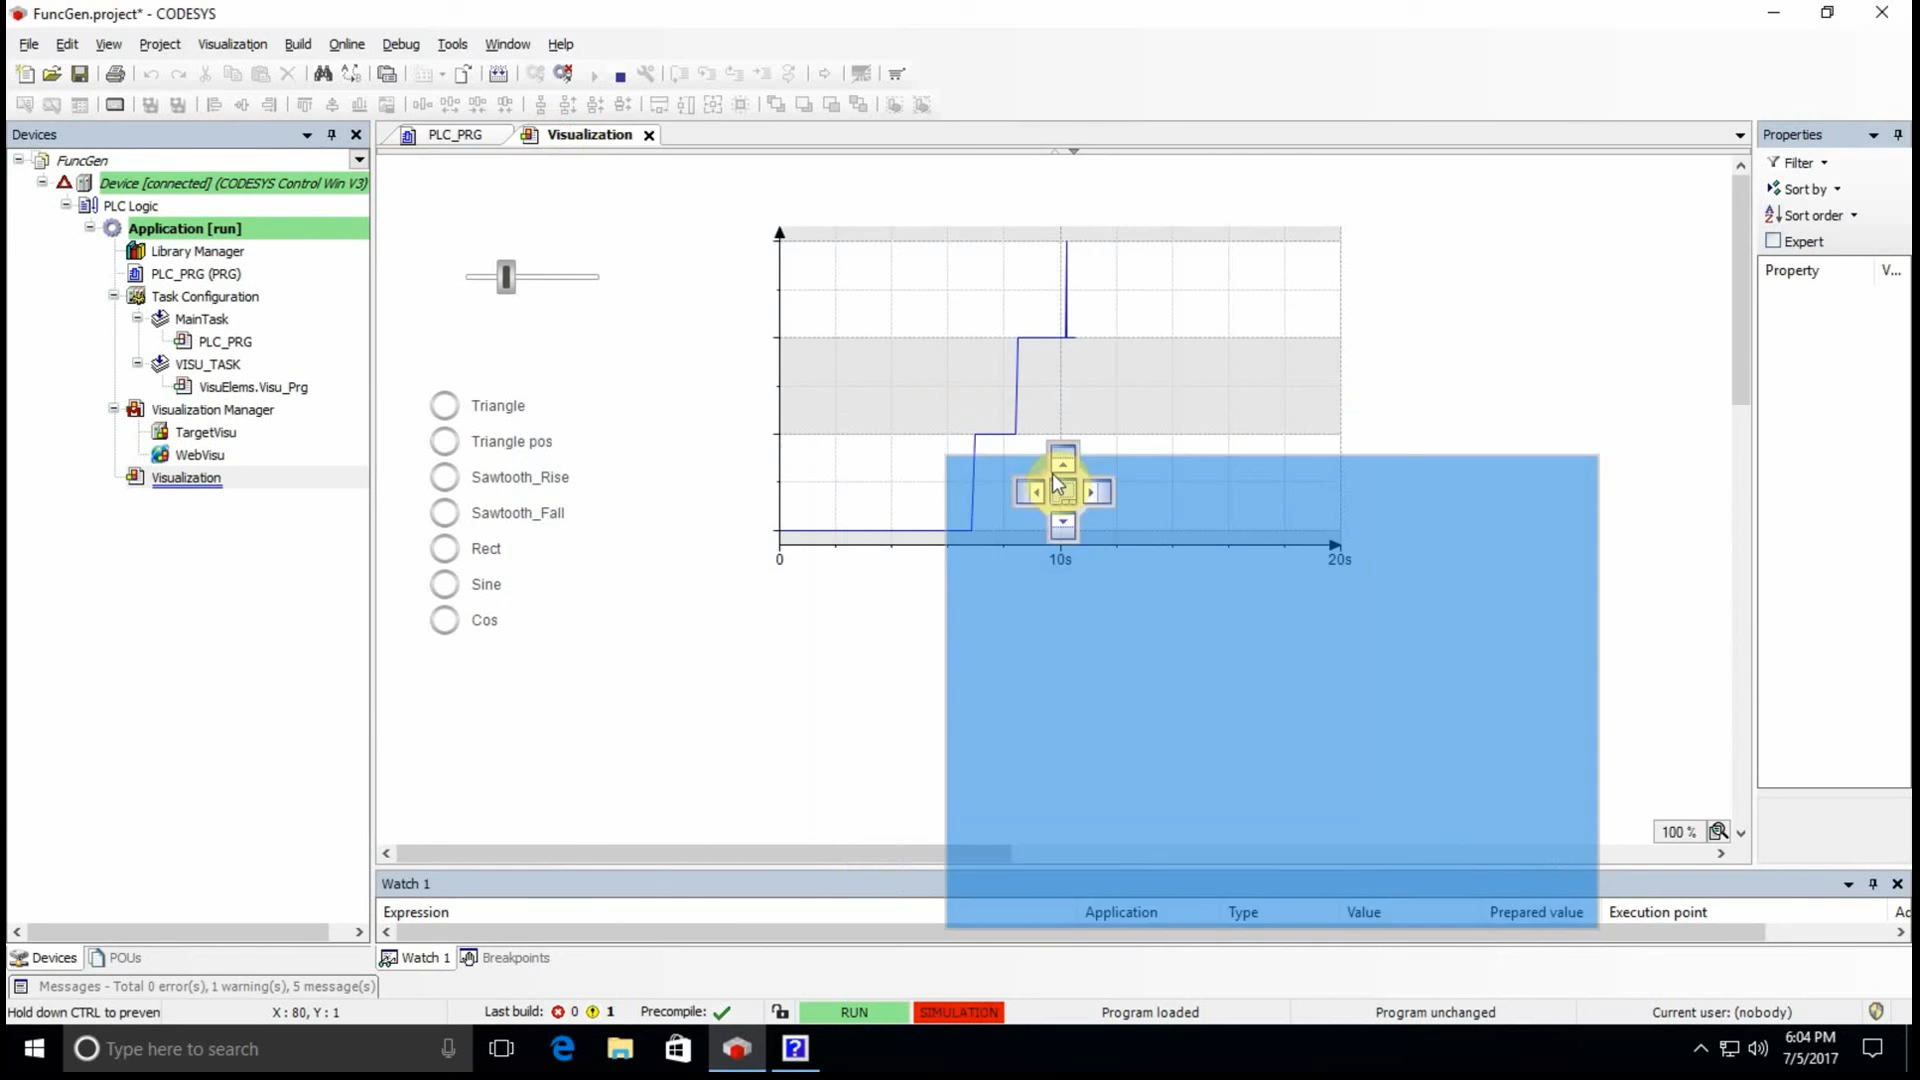 FuncGen.project* - CODESYS
File Edit View Project Visualization Build Online Debug Tools Window Help
Devices
PLC_PRG Visualization
Properties
FuncGen
Device [connected] (CODESYS Control Win V3)
PLC Logic
Application [run]
Library Manager
PLC_PRG (PRG)
Task Configuration
MainTask
PLC_PRG
VISU_TASK
VisuElems.Visu_Prg
Visualization Manager
TargetVisu
WebVisu
Visualization
Triangle
Triangle pos
Sawtooth_Rise
Sawtooth_Fall
Rect
Sine
Cos
0 10s 20s
Filter
Sort by
Sort order
Expert
Property V...
100 %
Watch 1
Expression Application Type Value Prepared value Execution point Ac
Devices POUs
Watch 1 Breakpoints
Messages - Total 0 error(s), 1 warning(s), 5 message(s)
Hold down CTRL to preven X : 80, Y : 1 Last build: 0 1 Precompile: RUN SIMULATION Program loaded Program unchanged Current user: (nobody)
Type here to search
6:04 PM
7/5/2017